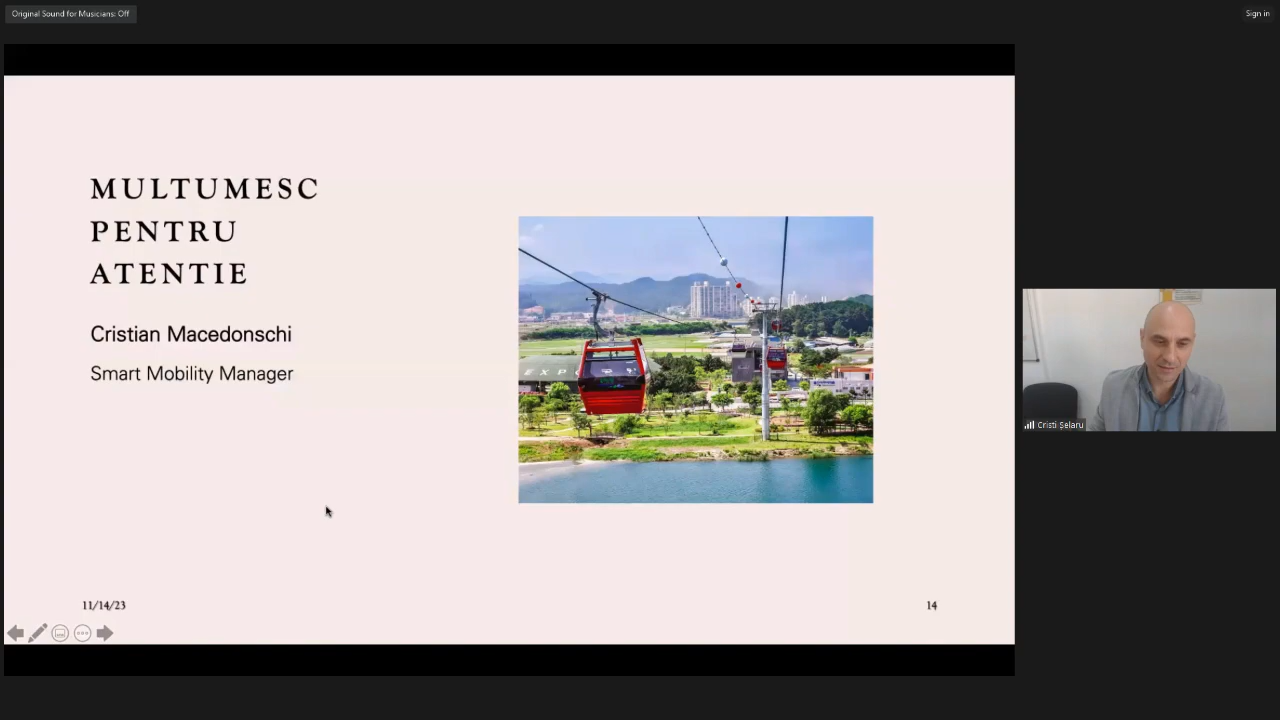 Original Sound for Musicians: Off
Sign in
MULTUMESC
PENTRU
ATENTIE
Cristian Macedonschi
Smart Mobility Manager
EXPO
Cristi Șelaru
11/14/23
14